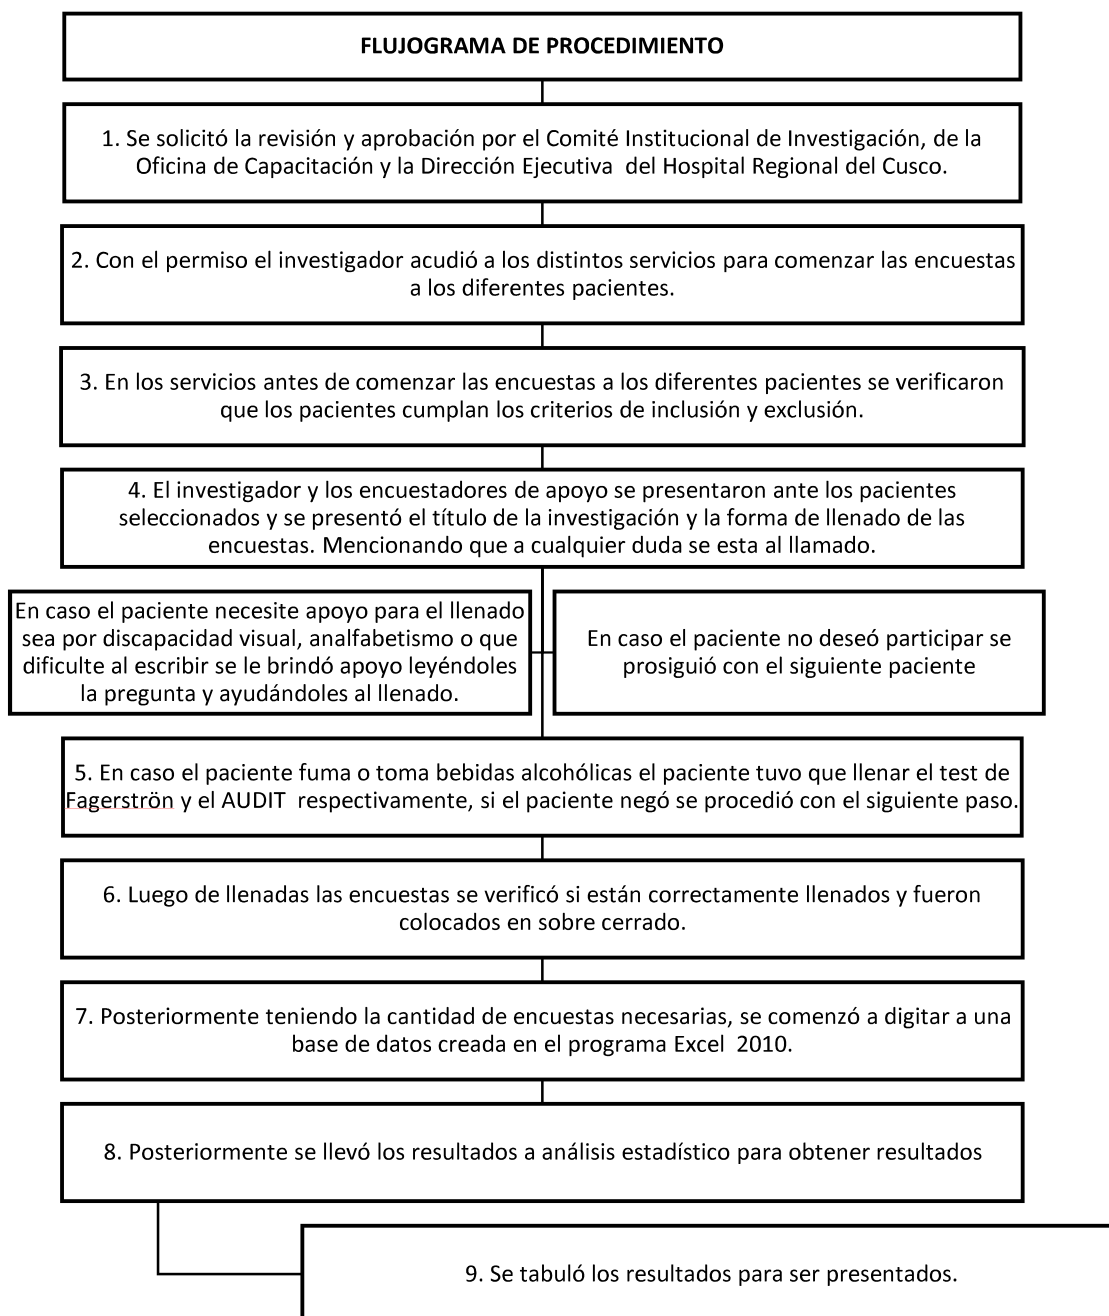 FLUJOGRAMA DE PROCEDIMIENTO
1. Se solicitó la revisión y aprobación por el Comité Institucional de Investigación, de la
Oficina de Capacitación y la Dirección Ejecutiva  del Hospital Regional del Cusco.
2. Con el permiso el investigador acudió a los distintos servicios para comenzar las encuestas
a los diferentes pacientes.
3. En los servicios antes de comenzar las encuestas a los diferentes pacientes se verificaron
que los pacientes cumplan los criterios de inclusión y exclusión.
4. El investigador y los encuestadores de apoyo se presentaron ante los pacientes
seleccionados y se presentó el título de la investigación y la forma de llenado de las
encuestas. Mencionando que a cualquier duda se esta al llamado.
En caso el paciente necesite apoyo para el llenado
sea por discapacidad visual, analfabetismo o que
dificulte al escribir se le brindó apoyo leyéndoles
la pregunta y ayudándoles al llenado.
En caso el paciente no deseó participar se
prosiguió con el siguiente paciente
5. En caso el paciente fuma o toma bebidas alcohólicas el paciente tuvo que llenar el test de
Fagerströn y el AUDIT  respectivamente, si el paciente negó se procedió con el siguiente paso.
6. Luego de llenadas las encuestas se verificó si están correctamente llenados y fueron
colocados en sobre cerrado.
7. Posteriormente teniendo la cantidad de encuestas necesarias, se comenzó a digitar a una
base de datos creada en el programa Excel  2010.
8. Posteriormente se llevó los resultados a análisis estadístico para obtener resultados
9. Se tabuló los resultados para ser presentados.